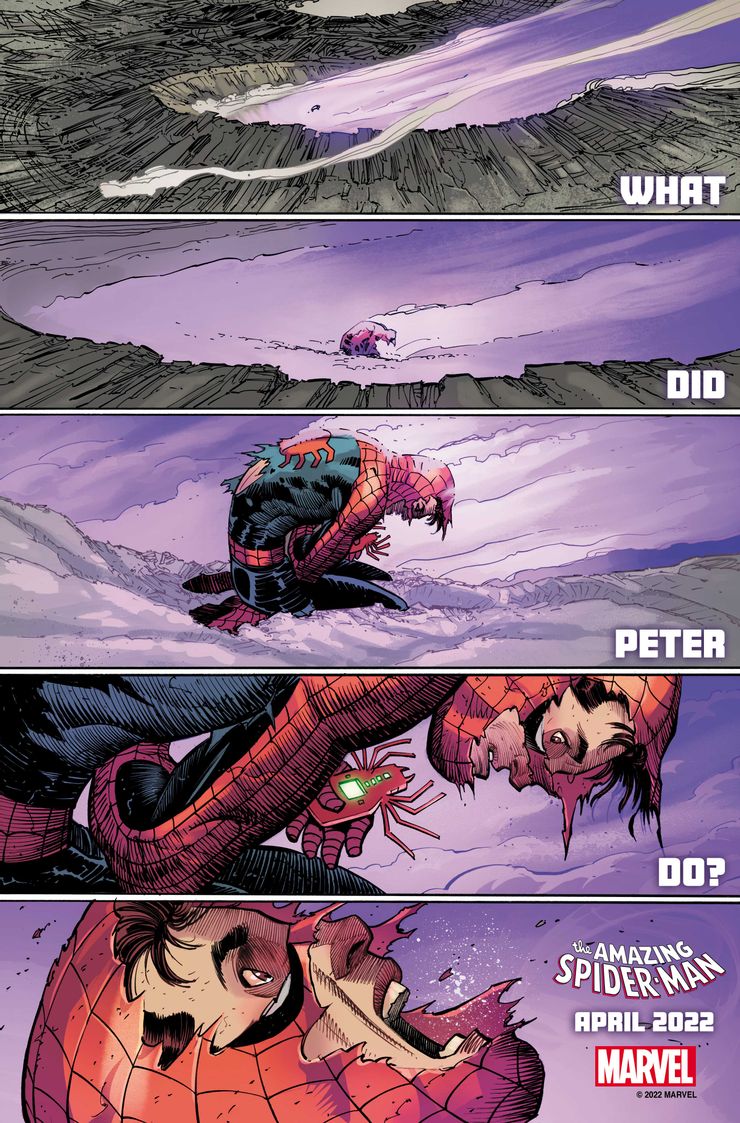 WHAT
DID
PETER
DO?
the AMAZING
SPIDER-MAN
APRIL 2022
MARVEL
© 2022 MARVEL